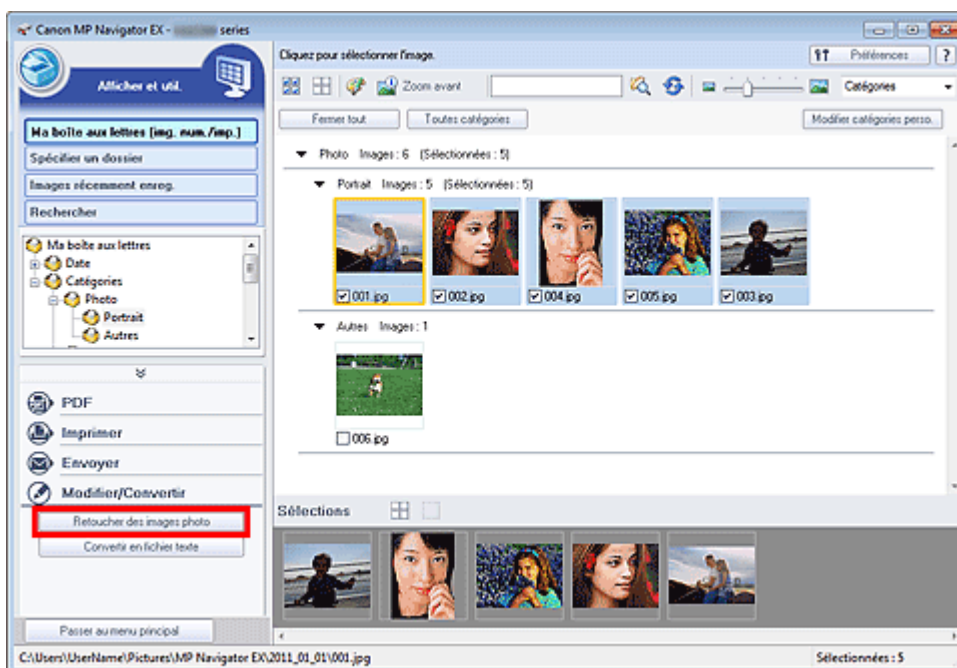 Canon MP Navigator EX - series
Afficher et util.
Ma boîte aux lettres [img. num./imp.]
Spécifier un dossier
Images récemment enreg.
Rechercher
Ma boîte aux lettres
Date
Catégories
Photo
Portrait
Autres
PDF
Imprimer
Envoyer
Modifier/Convertir
Retoucher des images photo
Convertir en fichier texte
Passer au menu principal
Cliquez pour sélectionner l'image.
Préférences
?
Zoom avant
Catégories
Fermer tout
Toutes catégories
Modifier catégories perso.
Photo Images : 6 (Sélectionnées : 5)
Portrait Images : 5 (Sélectionnées : 5)
001.jpg 002.jpg 004.jpg 005.jpg 003.jpg
Autres Images : 1
006.jpg
Sélections
C:\Users\UserName\Pictures\MP Navigator EX\2011_01_01\001.jpg
Sélectionnées : 5